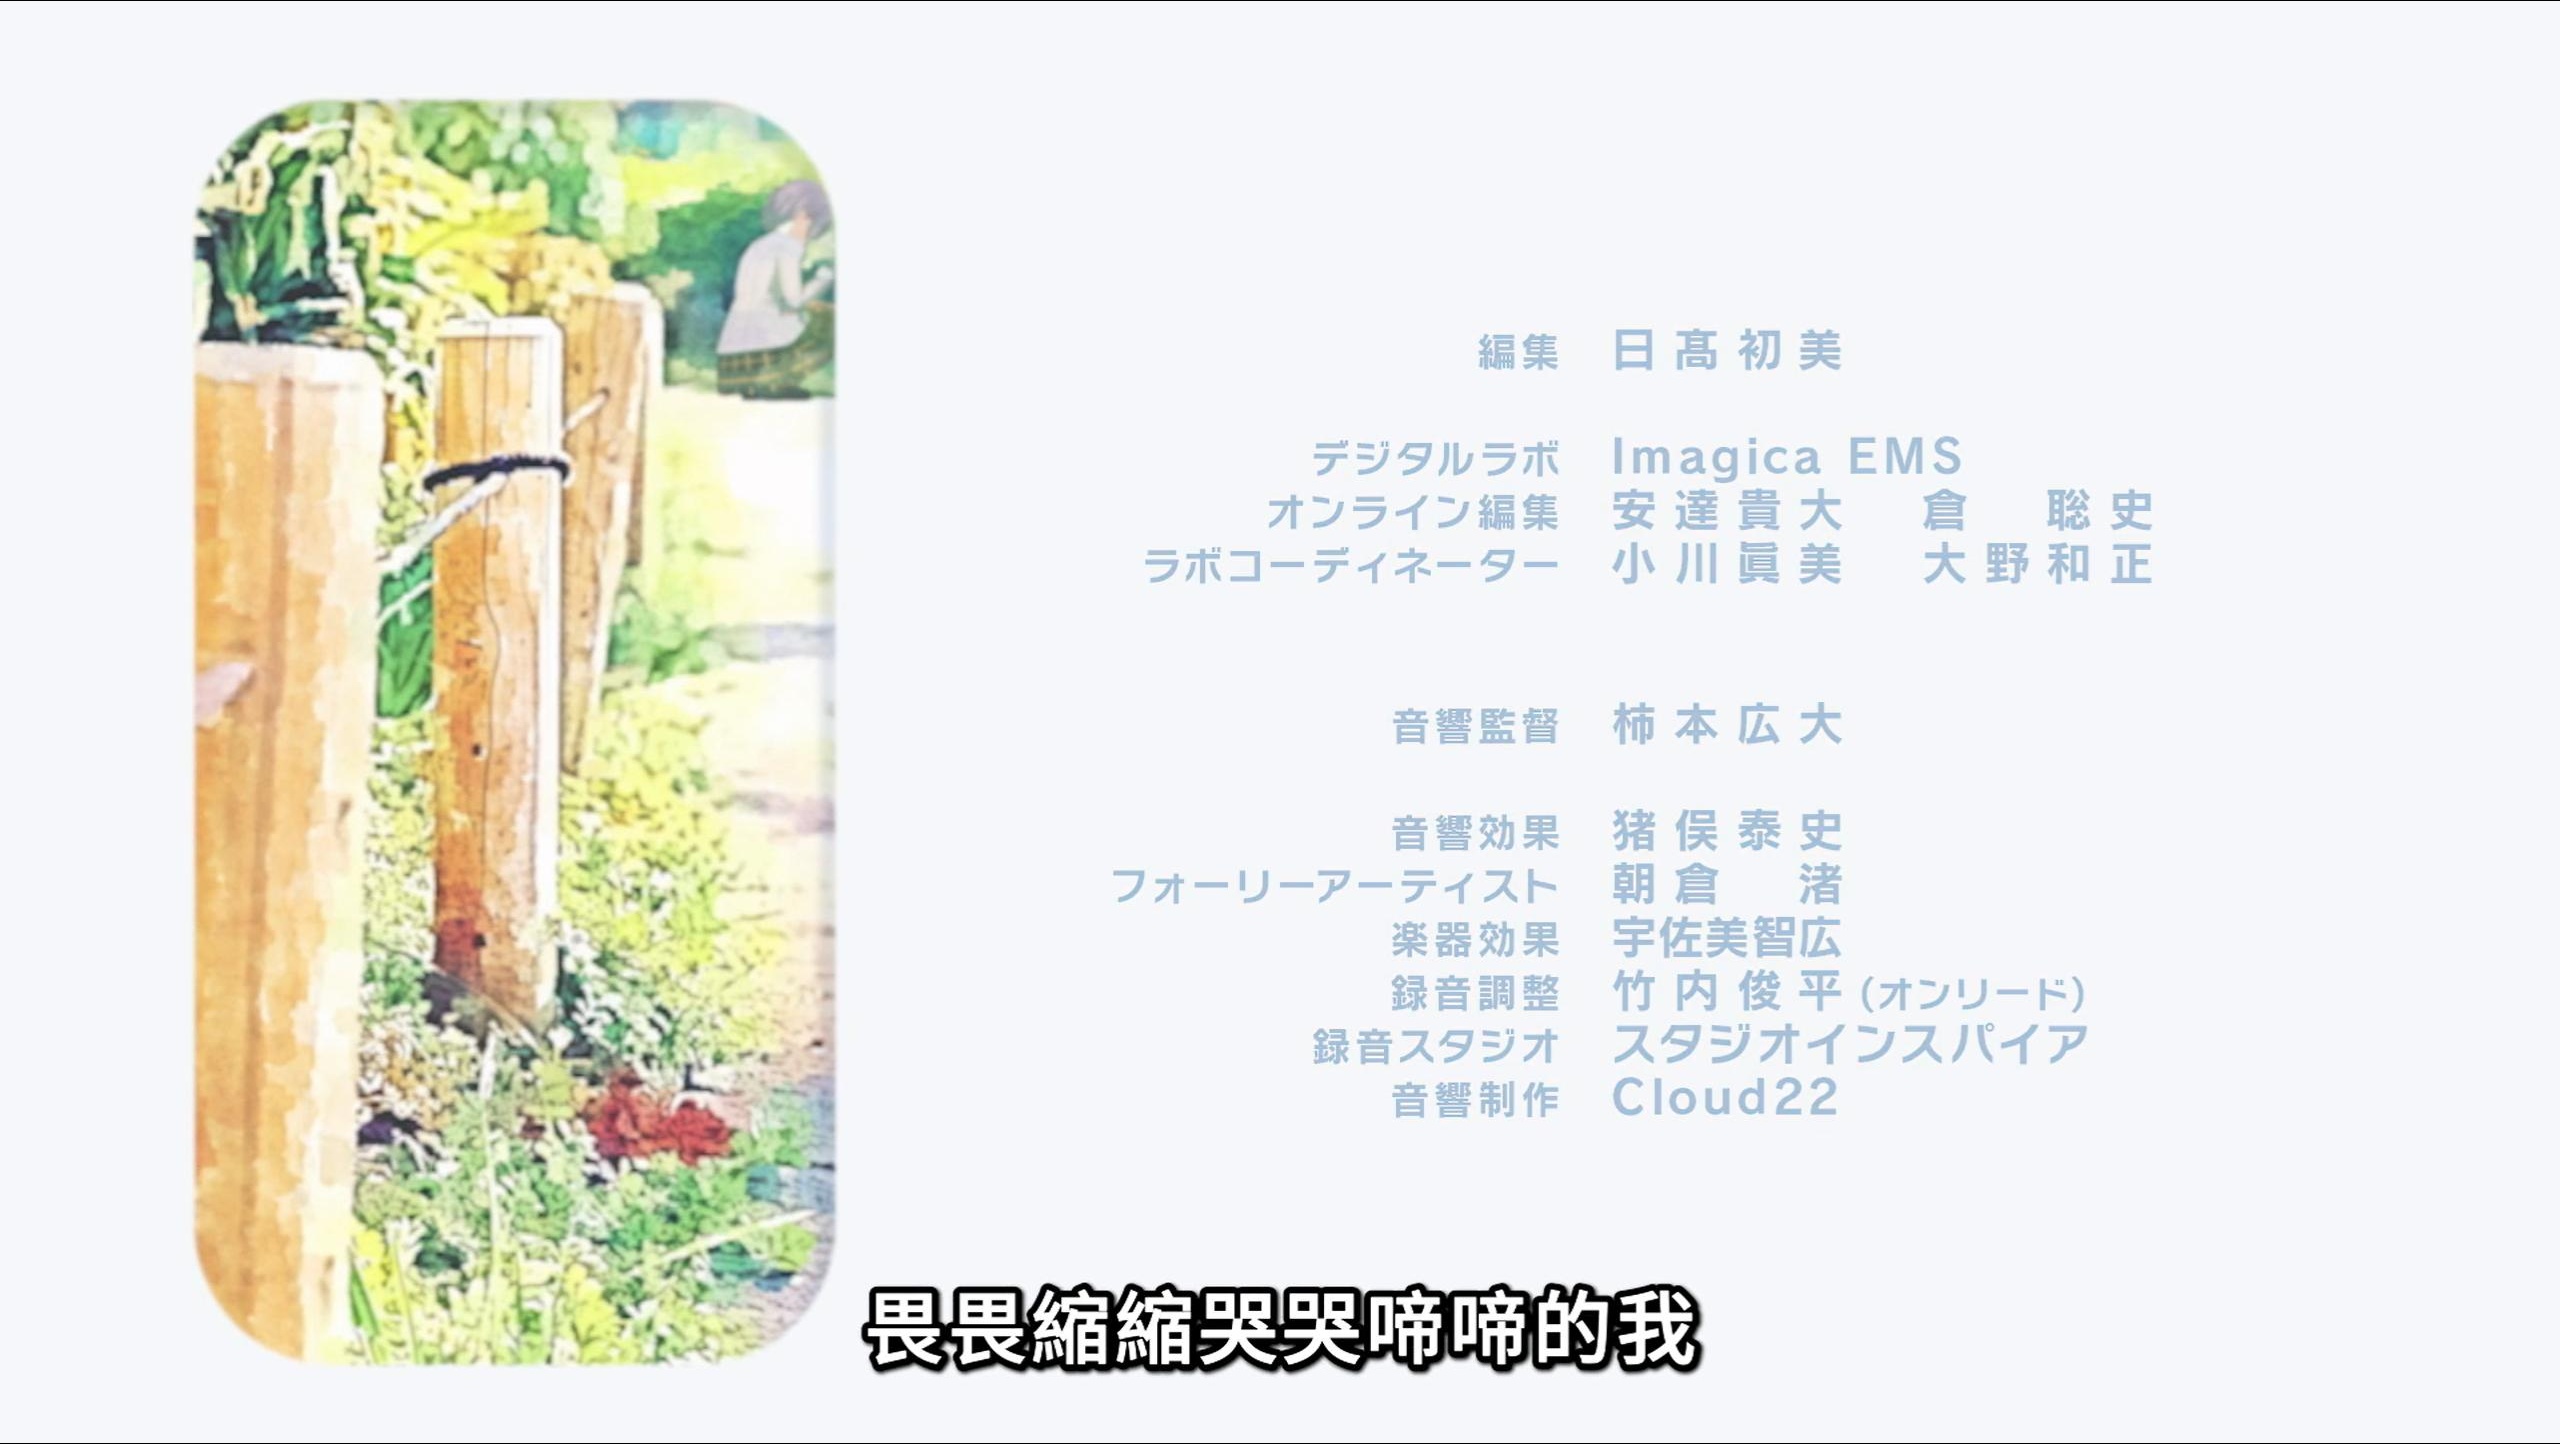 編集 日髙初美
デジタルラボ Imagica EMS
オンライン編集 安達貴大 倉 聡史
ラボコーディネーター 小川眞美 大野和正
音響監督 柿本広大
音響効果 猪俣泰史
フォーリーアーティスト 朝倉 渚
楽器効果 宇佐美智広
録音調整 竹内俊平(オンリード)
録音スタジオ スタジオインスパイア
音響制作 Cloud22
畏畏縮縮哭哭啼啼的我